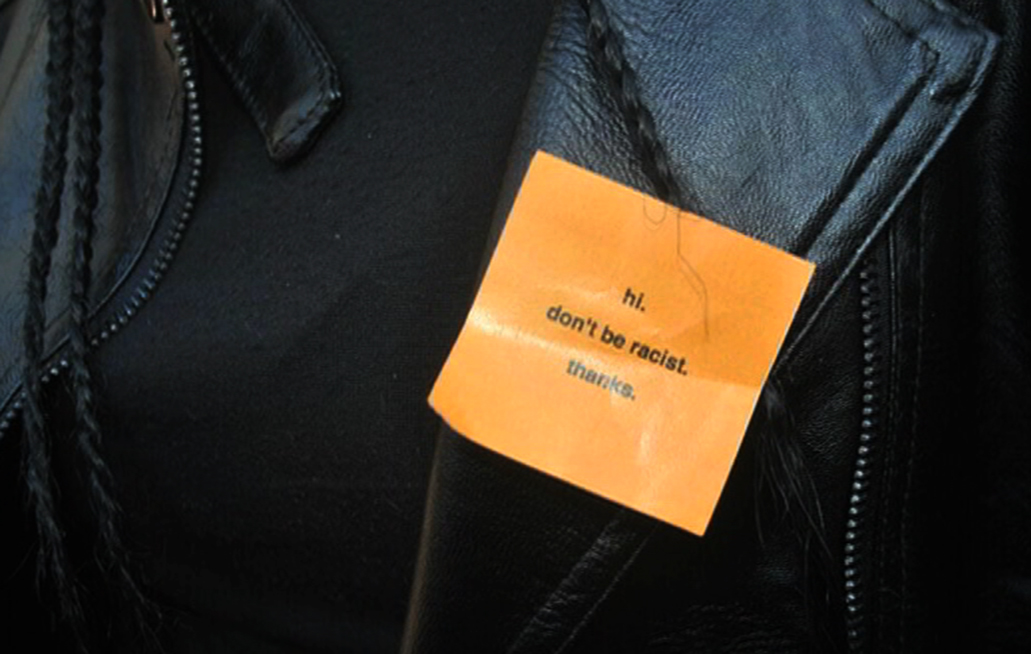 hi.
don't be racist.
thanks.